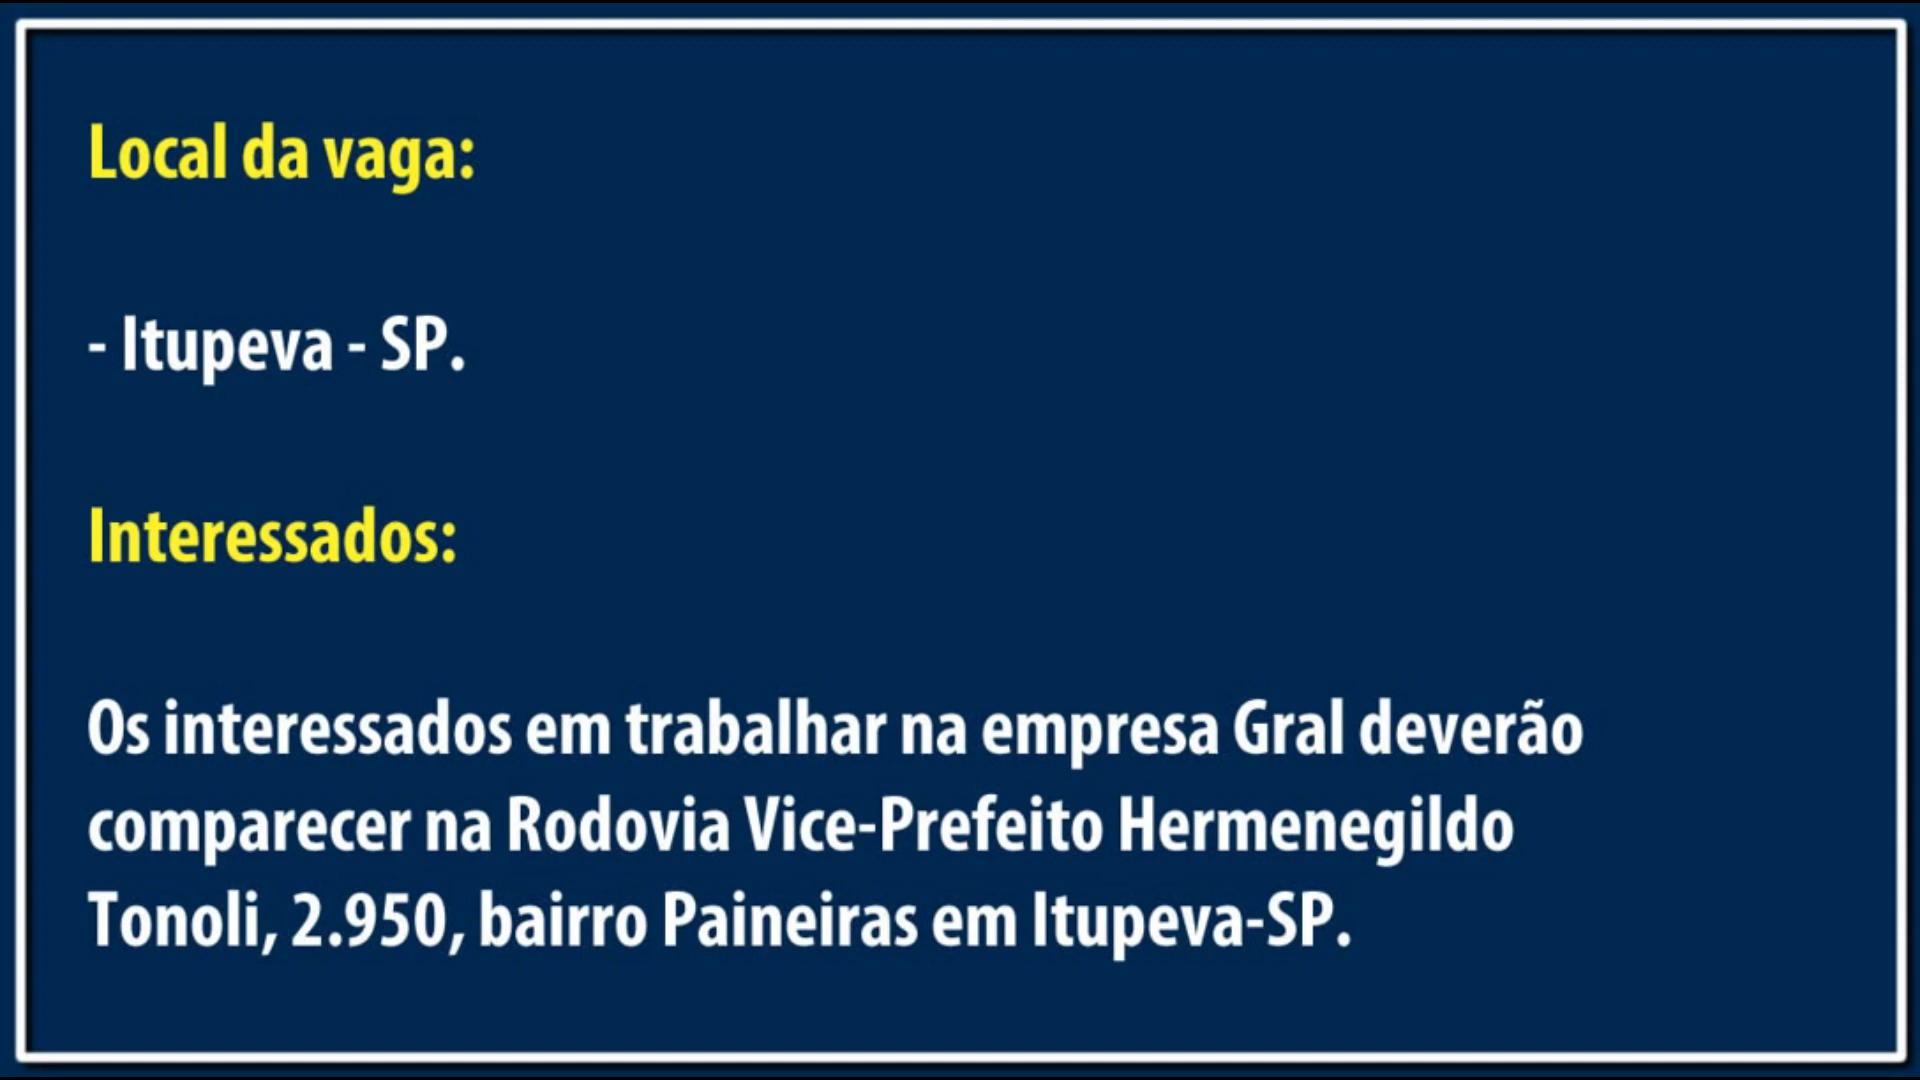 Local da vaga:
- Itupeva - SP.
Interessados:
Os interessados em trabalhar na empresa Gral deverão
comparecer na Rodovia Vice-Prefeito Hermenegildo
Tonoli, 2.950, bairro Paineiras em Itupeva-SP.